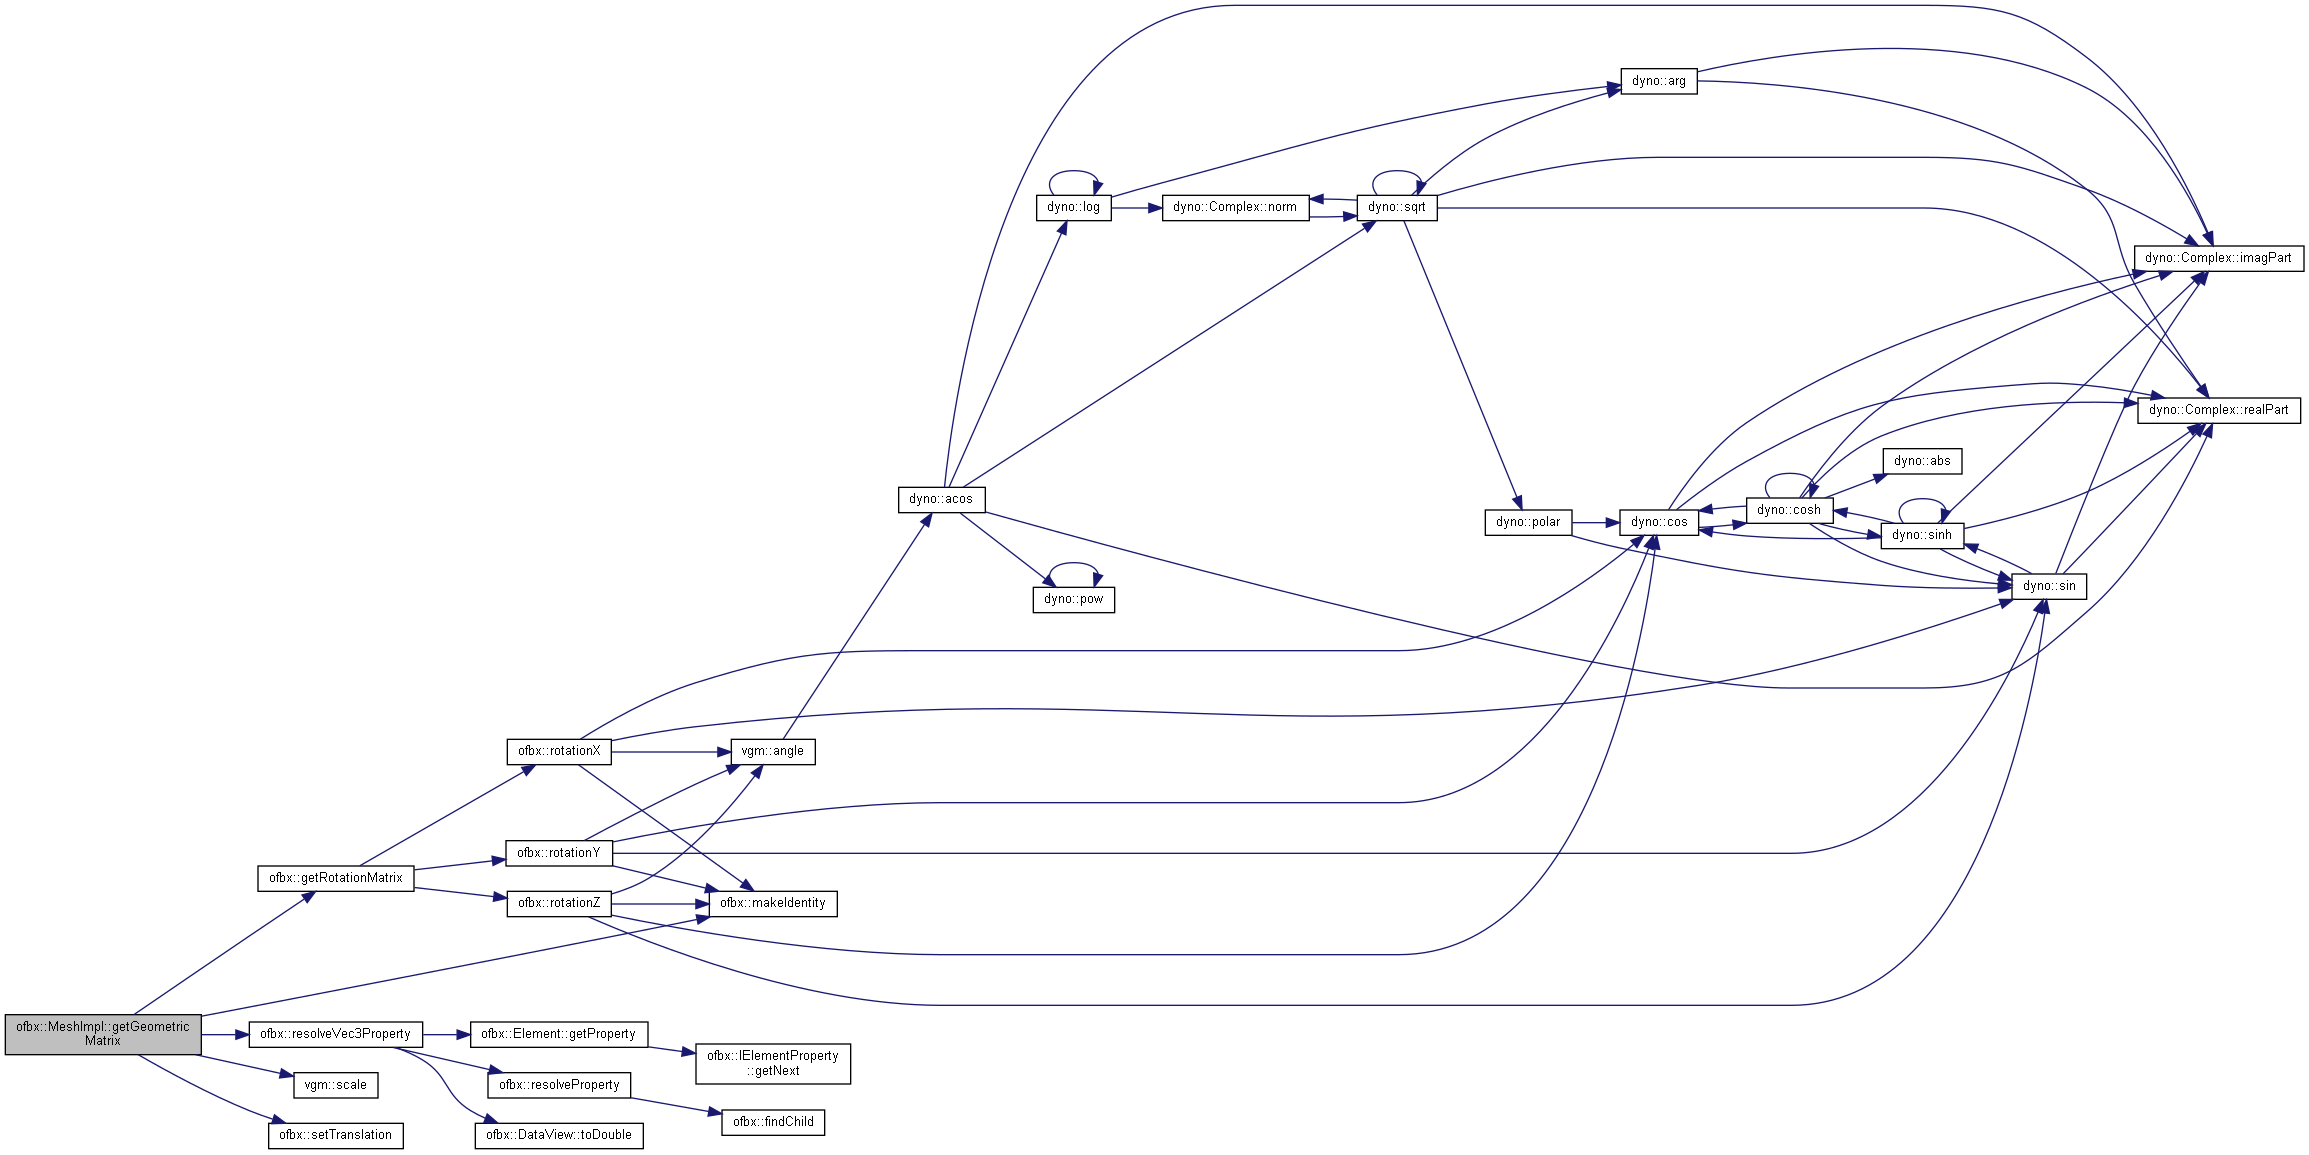 dyno::arg
dyno::log
dyno::Complex::norm
dyno::sqrt
dyno::Complex::imagPart
dyno::Complex::realPart
dyno::abs
dyno::acos
dyno::cosh
dyno::polar
dyno::cos
dyno::sinh
dyno::sin
dyno::pow
ofbx::rotationX
vgm::angle
ofbx::rotationY
ofbx::getRotationMatrix
ofbx::rotationZ
ofbx::makeIdentity
ofbx::MeshImpl::getGeometric
Matrix
ofbx::resolveVec3Property
ofbx::Element::getProperty
ofbx::IElementProperty
::getNext
vgm::scale
ofbx::resolveProperty
ofbx::findChild
ofbx::setTranslation
ofbx::DataView::toDouble